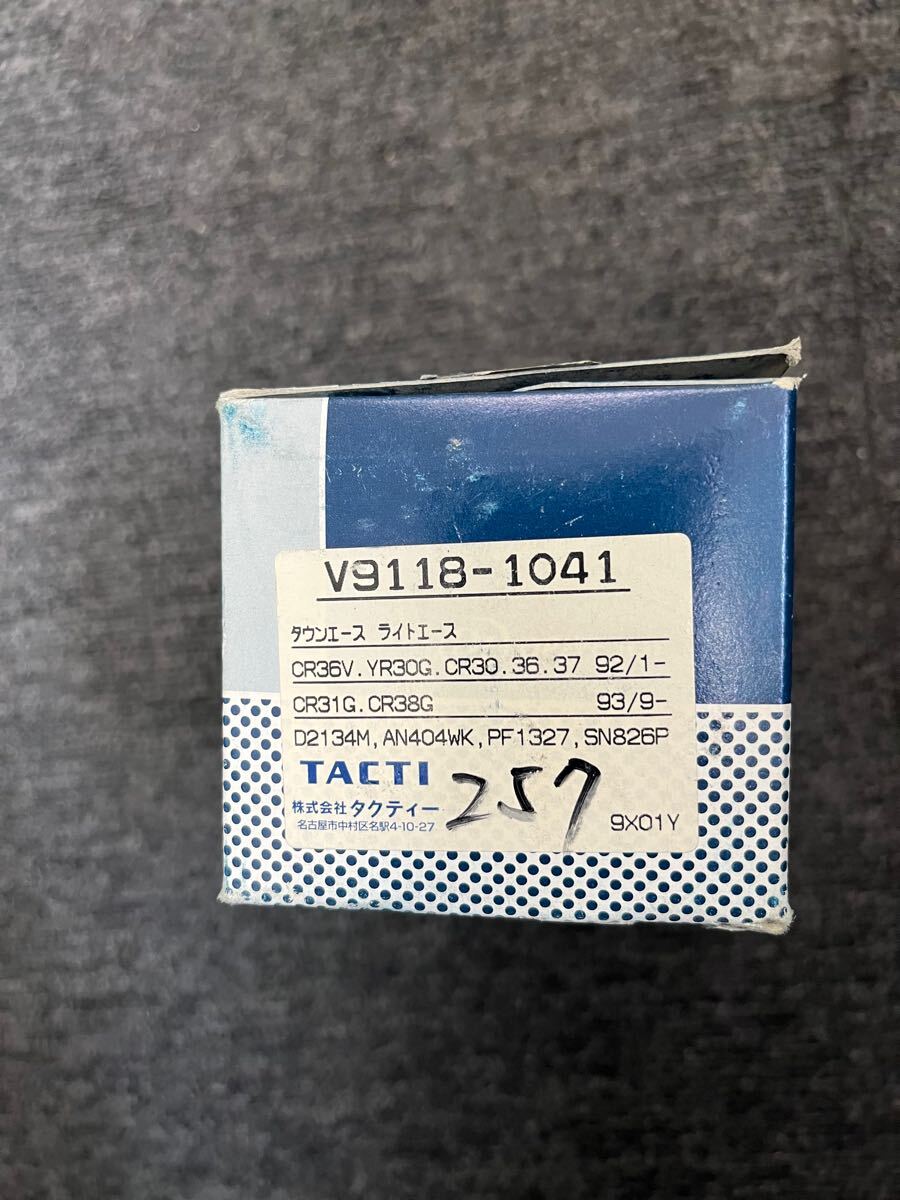 V9118-1041
タウンエース ライトエース
CR36V.YR30G.CR30.36.37 92/1-
CR31G.CR38G 93/9-
D2134M,AN404WK,PF1327,SN826P
TACTI 257
株式会社タクティー
名古屋市中村区名駅4-10-27 9X01Y